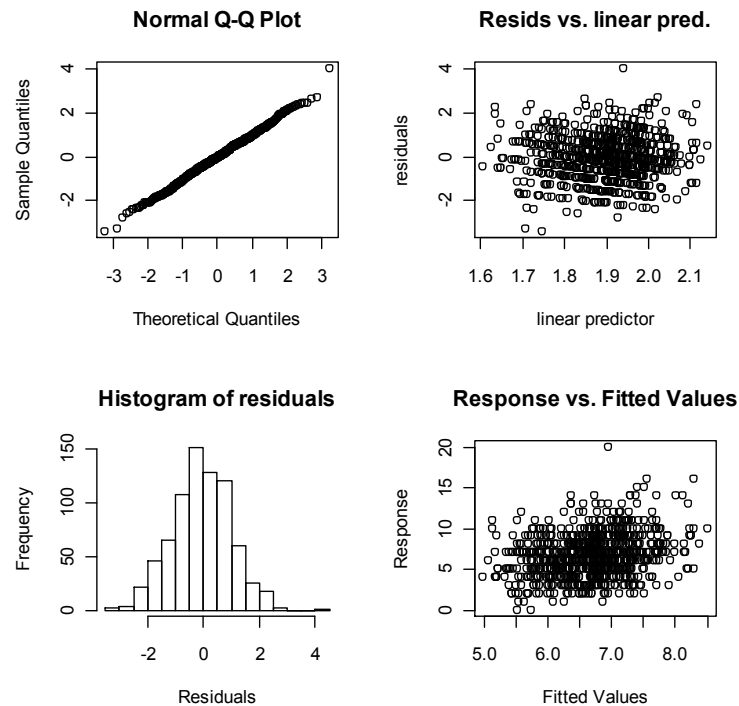 Normal Q-Q Plot
Sample Quantiles
4
2
0
-2
-3 -2 -1 0 1 2 3
Theoretical Quantiles
Resids vs. linear pred.
residuals
4
2
0
-2
1.6 1.7 1.8 1.9 2.0 2.1
linear predictor
Histogram of residuals
Frequency
150
100
50
0
-2 0 2 4
Residuals
Response vs. Fitted Values
Response
20
15
10
5
0
5.0 6.0 7.0 8.0
Fitted Values